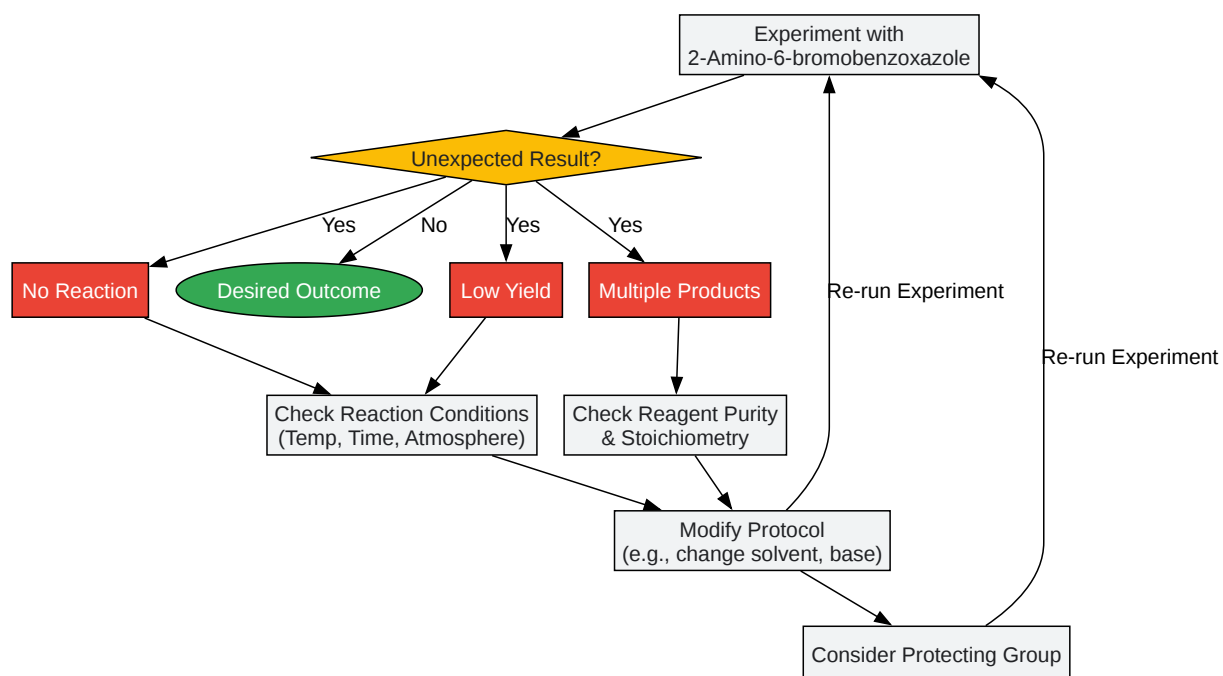 Experiment with
2-Amino-6-bromobenzoxazole
Unexpected Result?
Yes
No
Yes
Yes
No Reaction
Desired Outcome
Low Yield
Multiple Products
Re-run Experiment
Re-run Experiment
Check Reaction Conditions
(Temp, Time, Atmosphere)
Check Reagent Purity
& Stoichiometry
Modify Protocol
(e.g., change solvent, base)
Consider Protecting Group